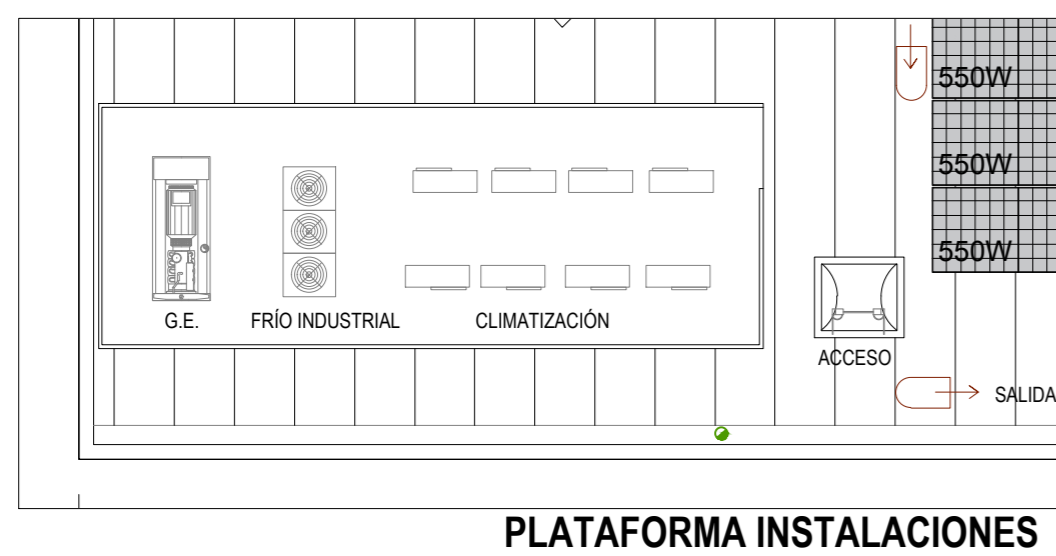 550W
550W
550W
G.E.
FRÍO INDUSTRIAL
CLIMATIZACIÓN
ACCESO
SALIDA
PLATAFORMA INSTALACIONES